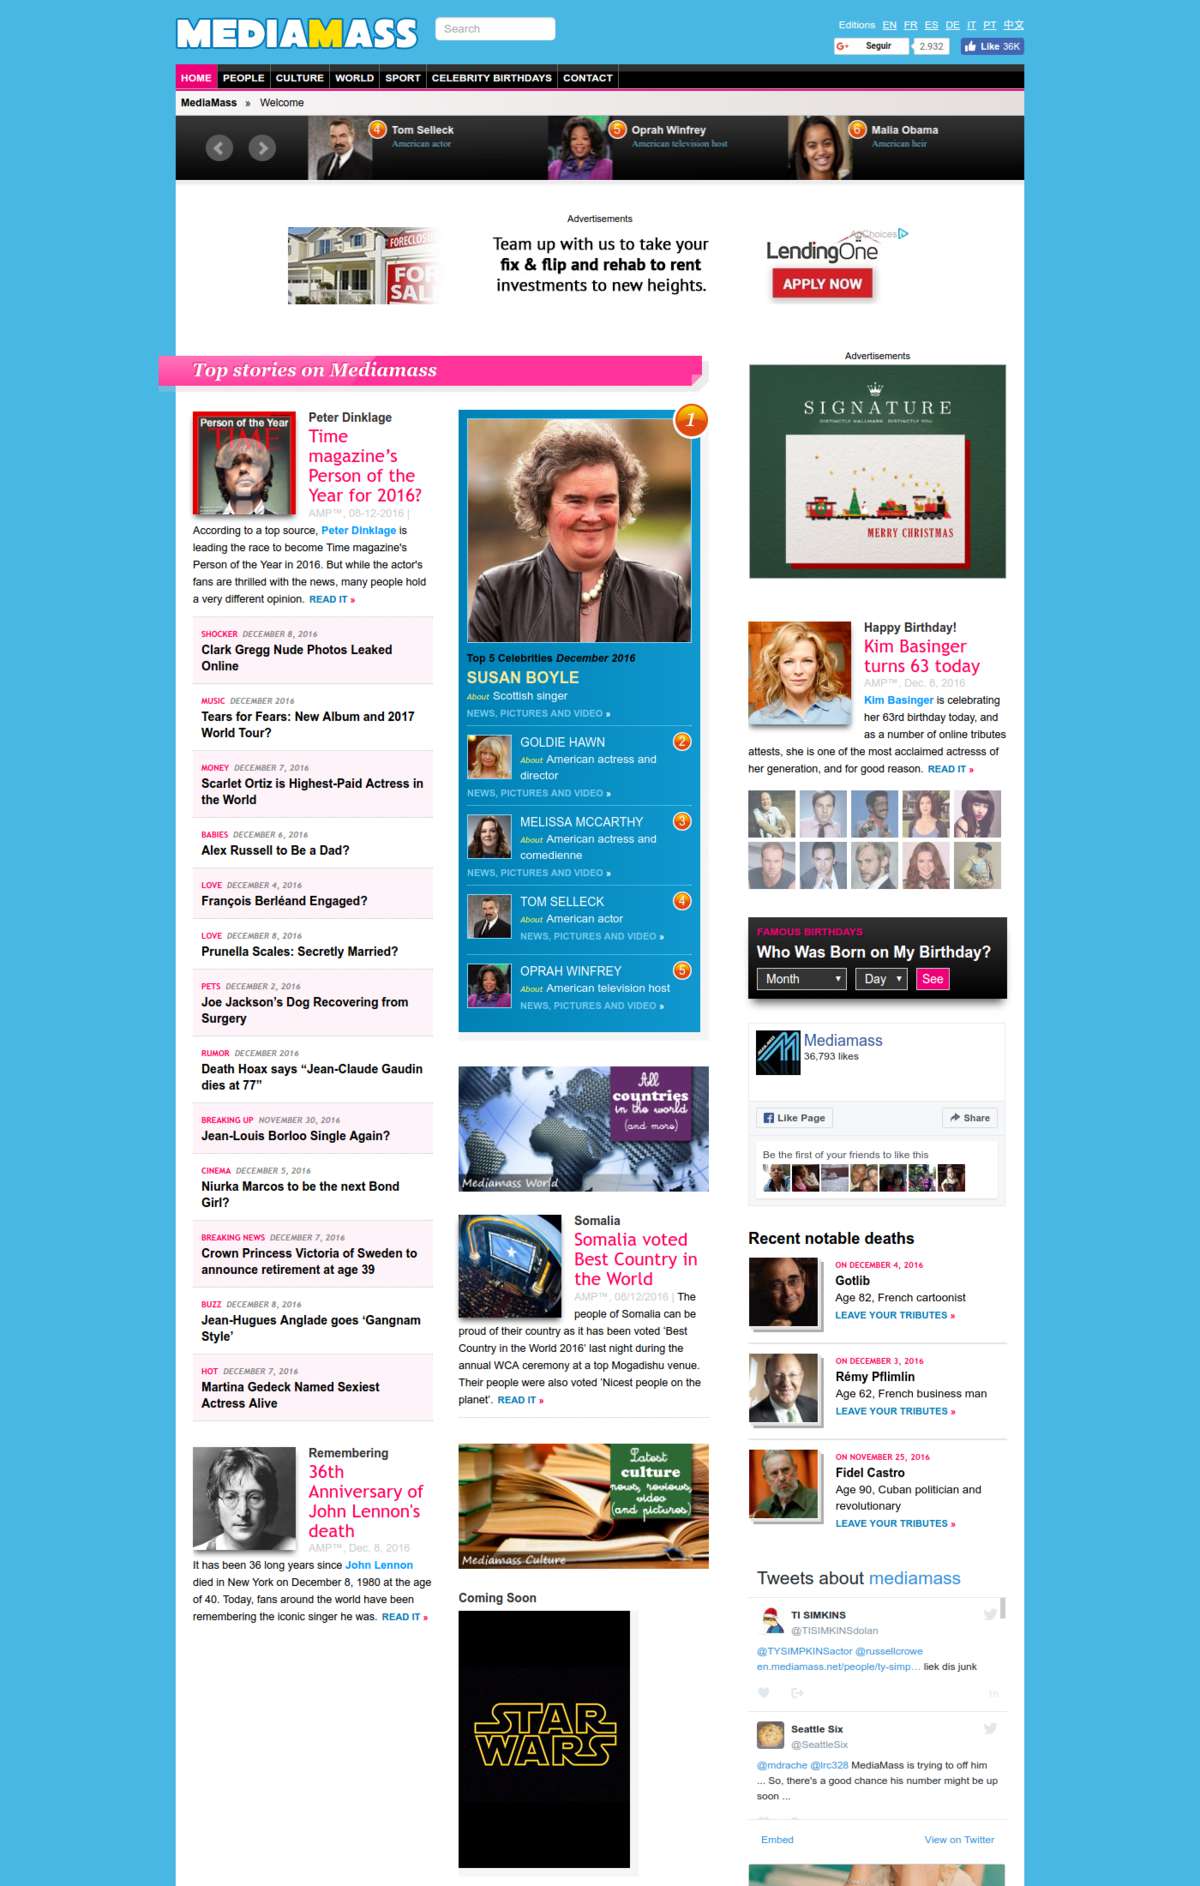 MEDIAMASS
Search
Editions EN FR ES DE IT PT 中文
Seguir 2.932 Like 36K
HOME PEOPLE CULTURE WORLD SPORT CELEBRITY BIRTHDAYS CONTACT
MediaMass » Welcome
4 Tom Selleck
American actor
5 Oprah Winfrey
American television host
6 Malia Obama
American heir
Advertisements
FORECLOSU
FOR
SAL
Team up with us to take your
fix & flip and rehab to rent
investments to new heights.
AdChoices
LendingOne
APPLY NOW
Top stories on Mediamass
Person of the Year
TIME
Peter Dinklage
Time
magazine's
Person of the
Year for 2016?
AMP™, 08-12-2016 |
According to a top source, Peter Dinklage is
leading the race to become Time magazine's
Person of the Year in 2016. But while the actor's
fans are thrilled with the news, many people hold
a very different opinion. READ IT »
SHOCKER DECEMBER 8, 2016
Clark Gregg Nude Photos Leaked
Online
MUSIC DECEMBER 2016
Tears for Fears: New Album and 2017
World Tour?
MONEY DECEMBER 7, 2016
Scarlet Ortiz is Highest-Paid Actress in
the World
BABIES DECEMBER 6, 2016
Alex Russell to Be a Dad?
LOVE DECEMBER 4, 2016
François Berléand Engaged?
LOVE DECEMBER 8, 2016
Prunella Scales: Secretly Married?
PETS DECEMBER 2, 2016
Joe Jackson's Dog Recovering from
Surgery
RUMOR DECEMBER 2016
Death Hoax says “Jean-Claude Gaudin
dies at 77”
BREAKING UP NOVEMBER 30, 2016
Jean-Louis Borloo Single Again?
CINEMA DECEMBER 5, 2016
Niurka Marcos to be the next Bond
Girl?
BREAKING NEWS DECEMBER 7, 2016
Crown Princess Victoria of Sweden to
announce retirement at age 39
BUZZ DECEMBER 8, 2016
Jean-Hugues Anglade goes ‘Gangnam
Style’
HOT DECEMBER 7, 2016
Martina Gedeck Named Sexiest
Actress Alive
Remembering
36th
Anniversary of
John Lennon's
death
AMP™, Dec. 8, 2016
It has been 36 long years since John Lennon
died in New York on December 8, 1980 at the age
of 40. Today, fans around the world have been
remembering the iconic singer he was. READ IT »
1
Top 5 Celebrities December 2016
SUSAN BOYLE
About Scottish singer
NEWS, PICTURES AND VIDEO »
GOLDIE HAWN 2
About American actress and
director
NEWS, PICTURES AND VIDEO »
MELISSA MCCARTHY 3
About American actress and
comedienne
NEWS, PICTURES AND VIDEO »
TOM SELLECK 4
About American actor
NEWS, PICTURES AND VIDEO »
OPRAH WINFREY 5
About American television host
NEWS, PICTURES AND VIDEO »
All
countries
in the world
(and more)
Mediamass World
Somalia
Somalia voted
Best Country in
the World
AMP™, 08/12/2016 | The
people of Somalia can be
proud of their country as it has been voted 'Best
Country in the World 2016' last night during the
annual WCA ceremony at a top Mogadishu venue.
Their people were also voted 'Nicest people on the
planet'. READ IT »
Latest
culture
news, reviews,
video
(and pictures)
Mediamass Culture
Coming Soon
STAR
WARS
Advertisements
SIGNATURE
DISTINCTLY HALLMARK. DISTINCTLY YOU.
MERRY CHRISTMAS
Happy Birthday!
Kim Basinger
turns 63 today
AMP™, Dec. 8, 2016
Kim Basinger is celebrating
her 63rd birthday today, and
as a number of online tributes
attests, she is one of the most acclaimed actresss of
her generation, and for good reason. READ IT »
FAMOUS BIRTHDAYS
Who Was Born on My Birthday?
Month Day See
Mediamass
36,793 likes
Like Page Share
Be the first of your friends to like this
Recent notable deaths
ON DECEMBER 4, 2016
Gotlib
Age 82, French cartoonist
LEAVE YOUR TRIBUTES »
ON DECEMBER 3, 2016
Rémy Pflimlin
Age 62, French business man
LEAVE YOUR TRIBUTES »
ON NOVEMBER 25, 2016
Fidel Castro
Age 90, Cuban politician and
revolutionary
LEAVE YOUR TRIBUTES »
Tweets about mediamass
TI SIMKINS
@TISIMKINSdolan
@TYSIMPKINSactor @russellcrowe
en.mediamass.net/people/ty-simp… liek dis junk
1h
Seattle Six
@SeattleSix
@mdrache @lrc328 MediaMass is trying to off him
... So, there's a good chance his number might be up
soon ...
Embed View on Twitter